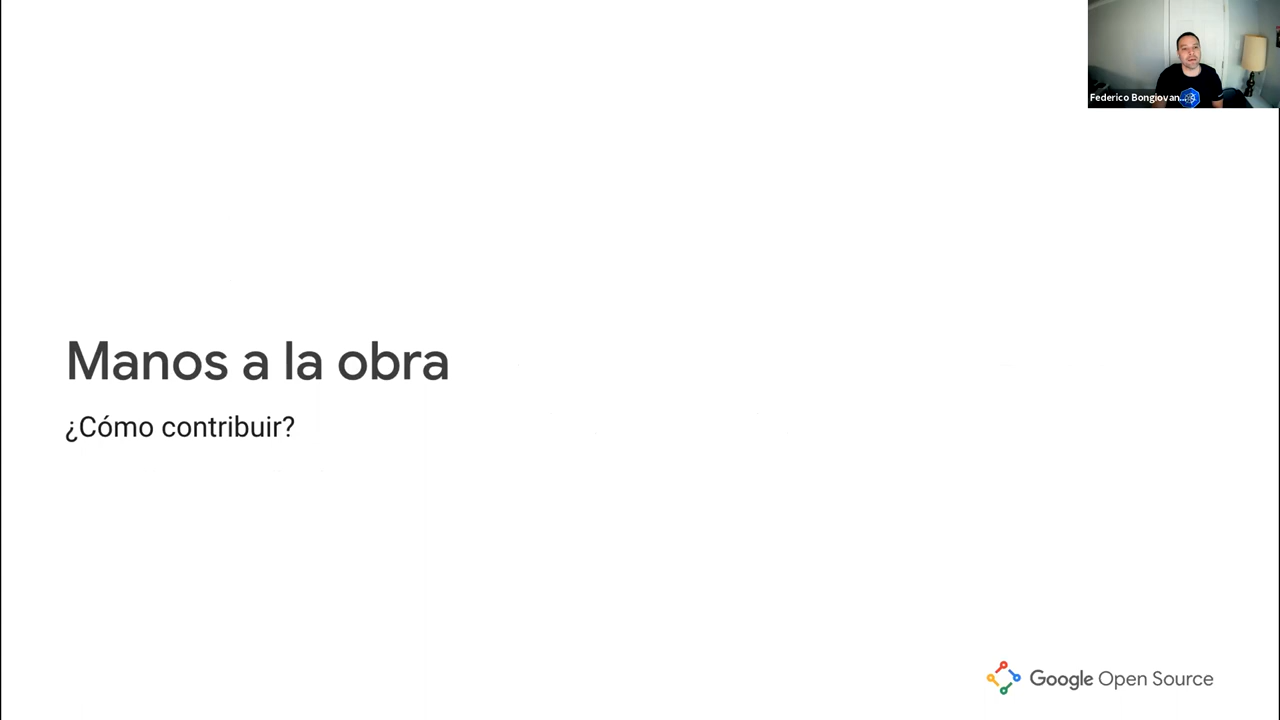 Federico Bongiovan...
Manos a la obra
¿Cómo contribuir?
Google Open Source